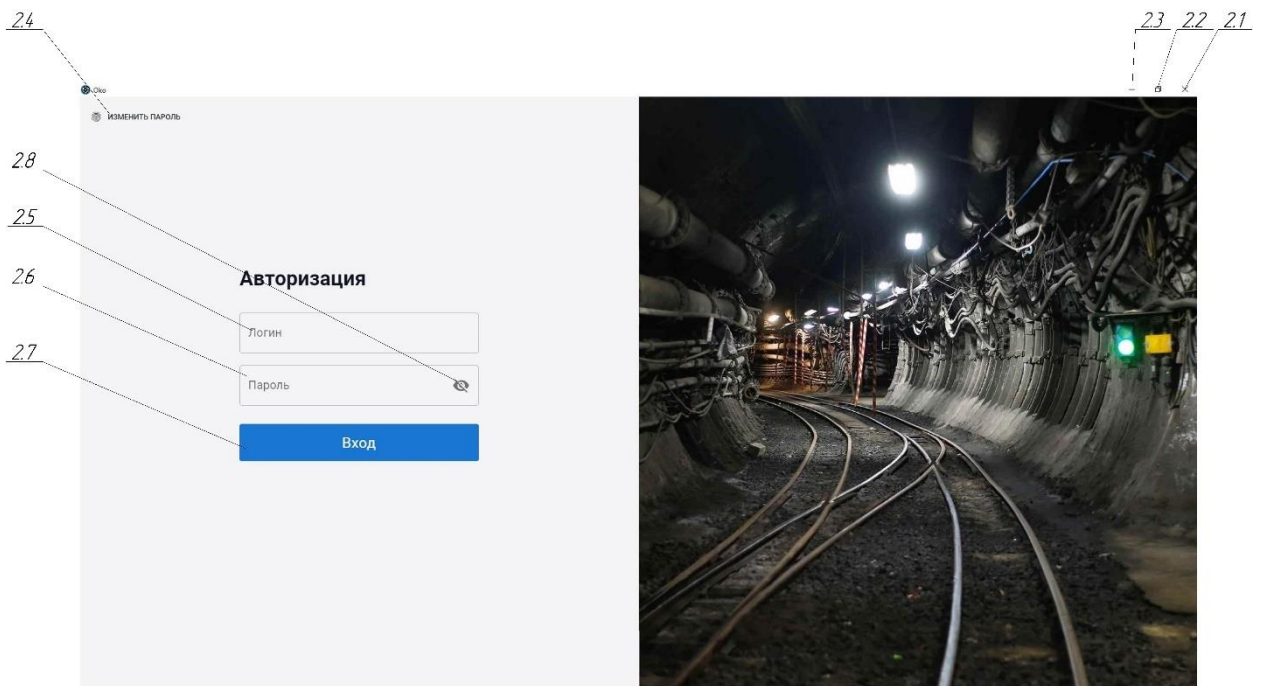 2.4
2.3 2.2 2.1
Oko
ИЗМЕНИТЬ ПАРОЛЬ
2.8
2.5
Авторизация
2.6
Логин
2.7
Пароль
Вход